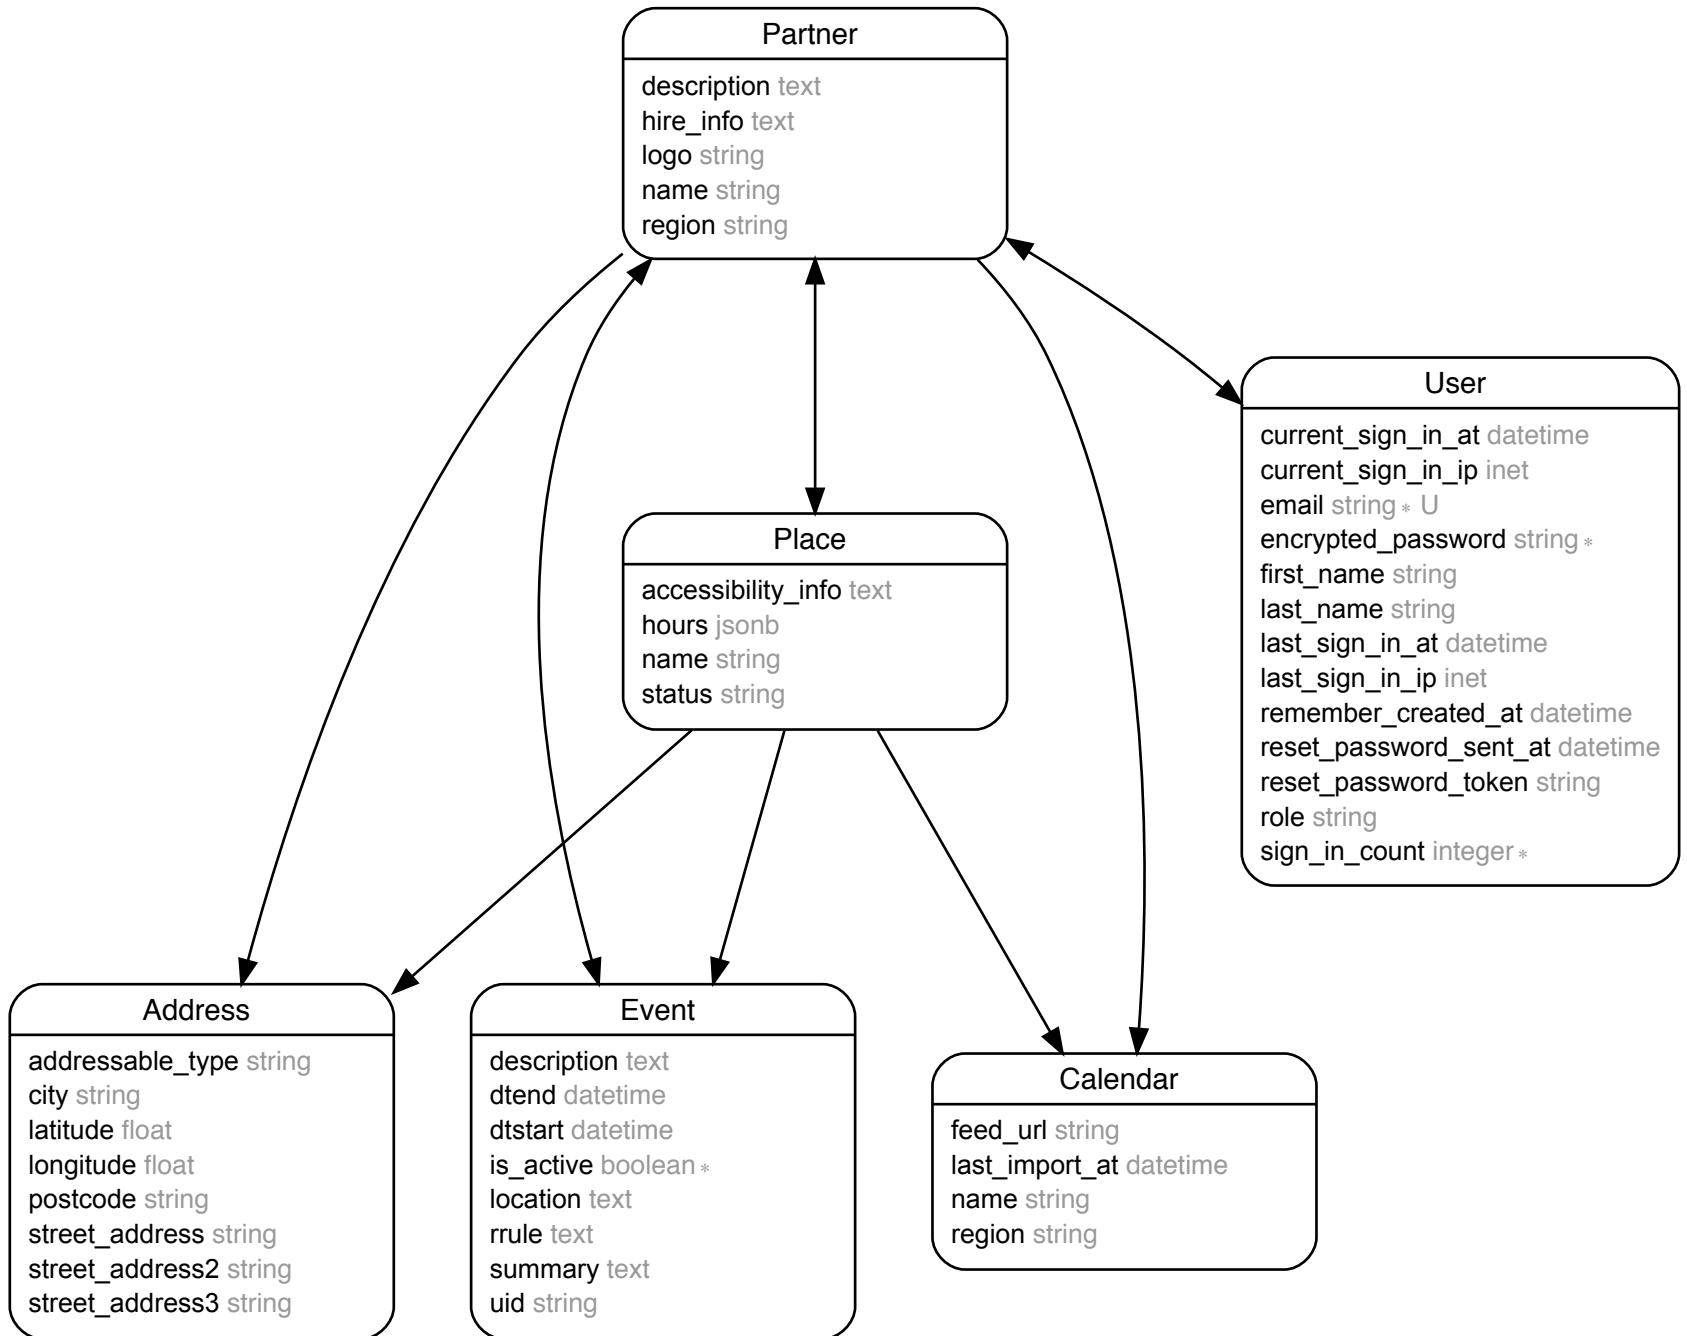 Partner
description text
hire_info text
logo string
name string
region string
User
current_sign_in_at datetime
current_sign_in_ip inet
email string * U
encrypted_password string *
first_name string
last_name string
last_sign_in_at datetime
last_sign_in_ip inet
remember_created_at datetime
reset_password_sent_at datetime
reset_password_token string
role string
sign_in_count integer *
Place
accessibility_info text
hours jsonb
name string
status string
Address
addressable_type string
city string
latitude float
longitude float
postcode string
street_address string
street_address2 string
street_address3 string
Event
description text
dtend datetime
dtstart datetime
is_active boolean *
location text
rrule text
summary text
uid string
Calendar
feed_url string
last_import_at datetime
name string
region string